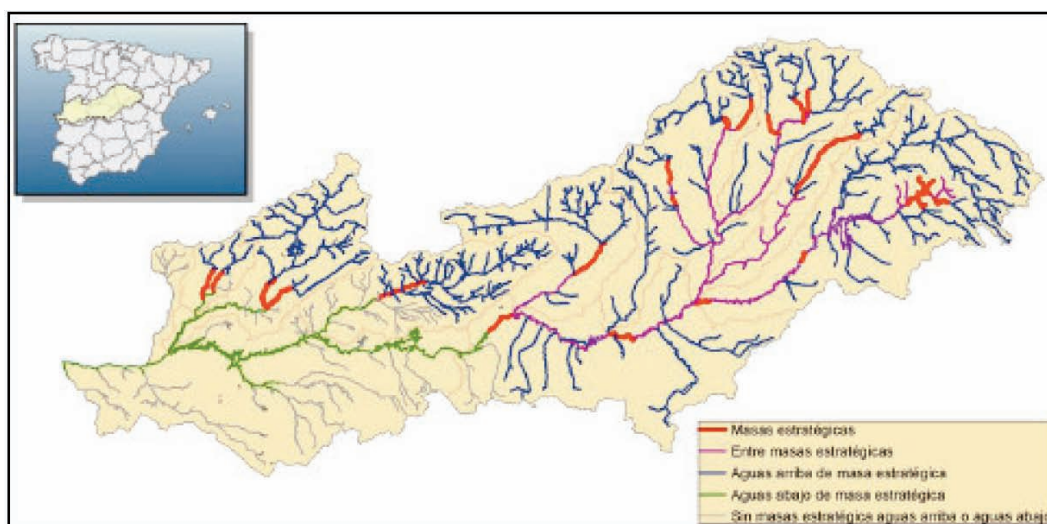 Masas estratégicas
Entre masas estratégicas
Aguas arriba de masa estratégica
Aguas abajo de masa estratégica
Sin masas estratégica aguas arriba o aguas abajo